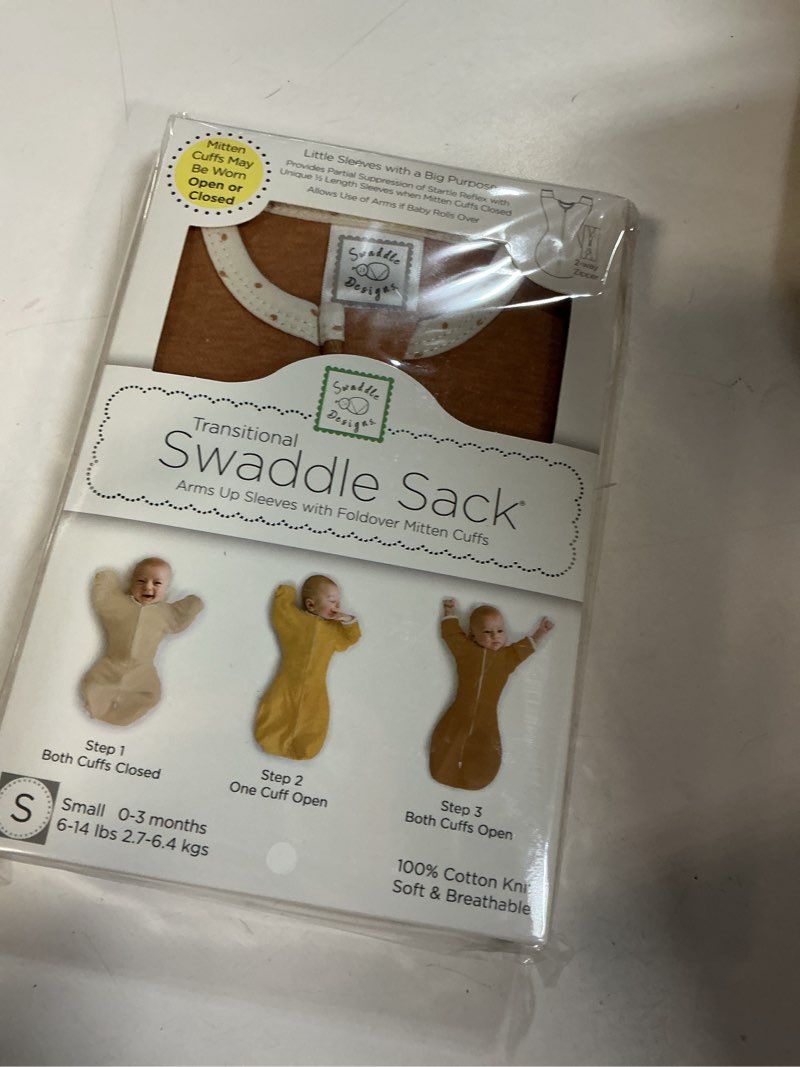 Mitten
Cuffs May
Be Worn
Open or
Closed
Little Sleeves with a Big Purpose
Provides Partial Suppression of Startle Reflex with
Unique ½ Length Sleeves when Mitten Cuffs Closed
Allows Use of Arms if Baby Rolls Over
2-way
Zipper
Swaddle
Designs
Swaddle
Designs
Transitional
Swaddle Sack®
Arms Up Sleeves with Foldover Mitten Cuffs
Step 1
Both Cuffs Closed
Step 2
One Cuff Open
Step 3
Both Cuffs Open
S
Small 0-3 months
6-14 lbs 2.7-6.4 kgs
100% Cotton Knit
Soft & Breathable